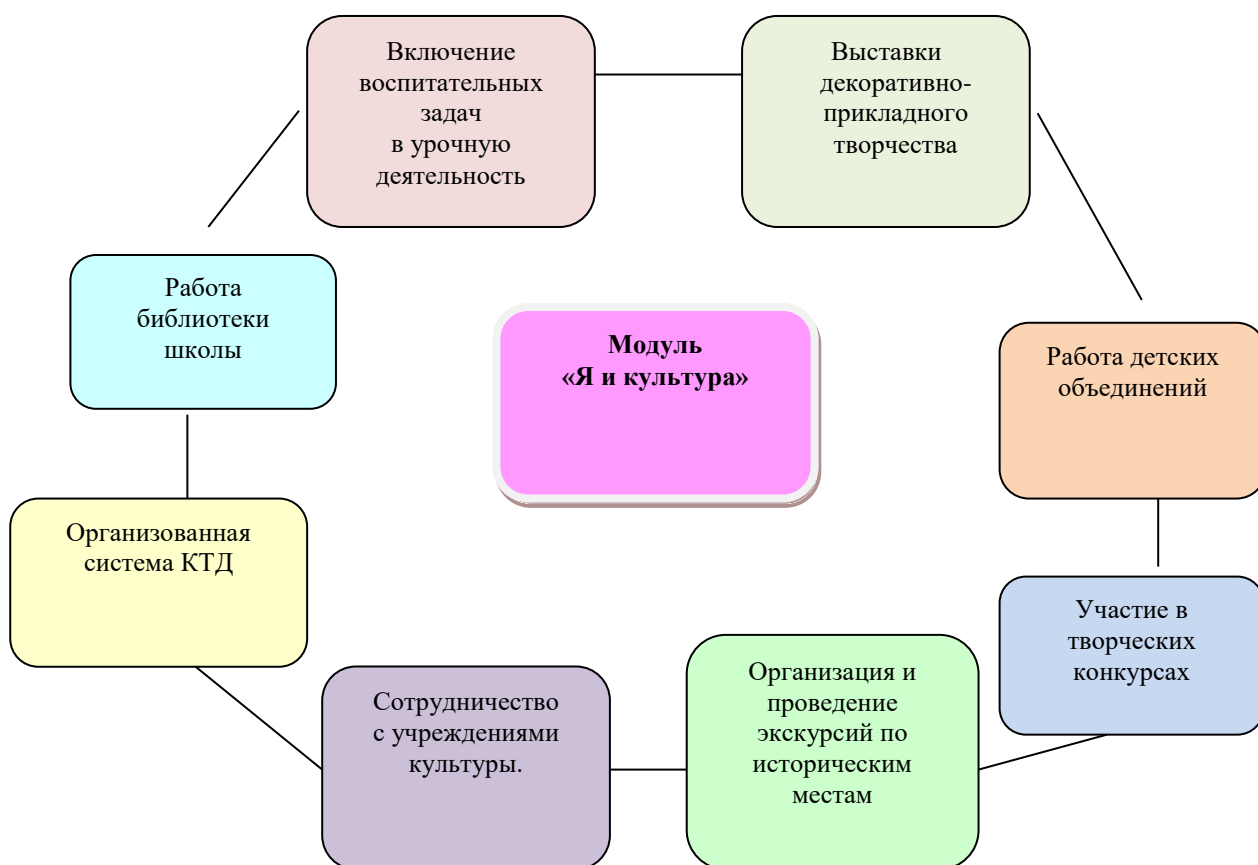 Включение
воспитательных
задач
в урочную
деятельность
Выставки
декоративно-
прикладного
творчества
Работа
библиотеки
школы
Модуль
«Я и культура»
Работа детских
объединений
Организованная
система КТД
Участие в
творческих
конкурсах
Сотрудничество
с учреждениями
культуры.
Организация и
проведение
экскурсий по
историческим
местам